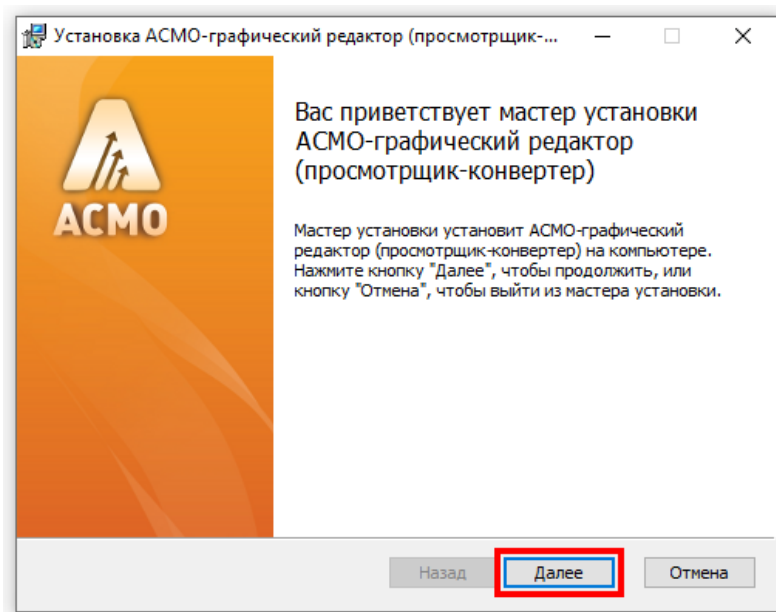 Установка АСМО-графический редактор (просмотрщик-...
АСМО
Вас приветствует мастер установки
АСМО-графический редактор
(просмотрщик-конвертер)
Мастер установки установит АСМО-графический
редактор (просмотрщик-конвертер) на компьютере.
Нажмите кнопку "Далее", чтобы продолжить, или
кнопку "Отмена", чтобы выйти из мастера установки.
Назад Далее Отмена